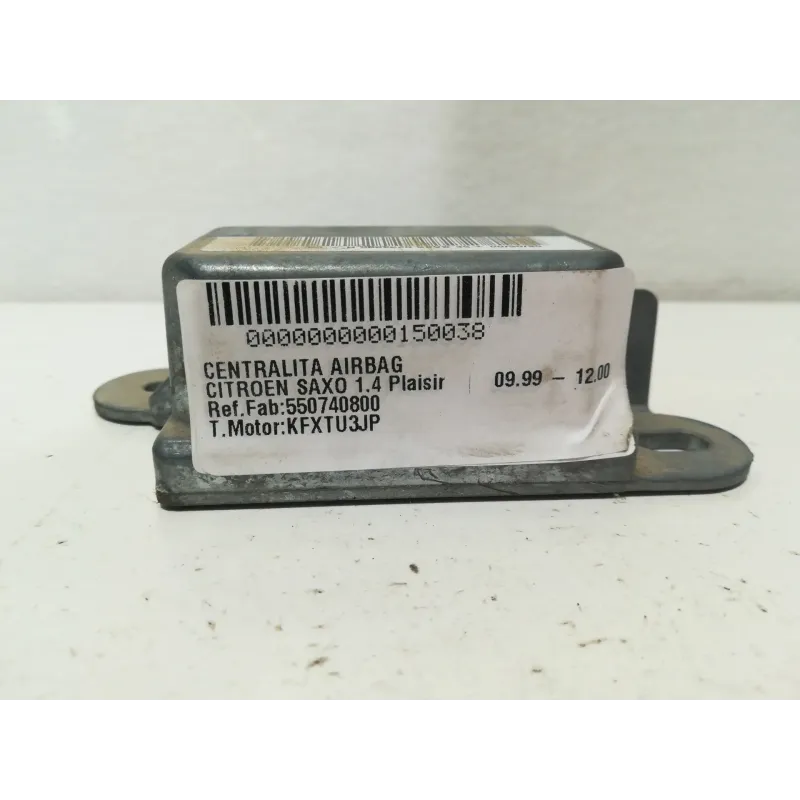 0000000000150038
CENTRALITA AIRBAG
CITROEN SAXO 1.4 Plaisir 09.99 - 12.00
Ref.Fab:550740800
T.Motor:KFXTU3JP